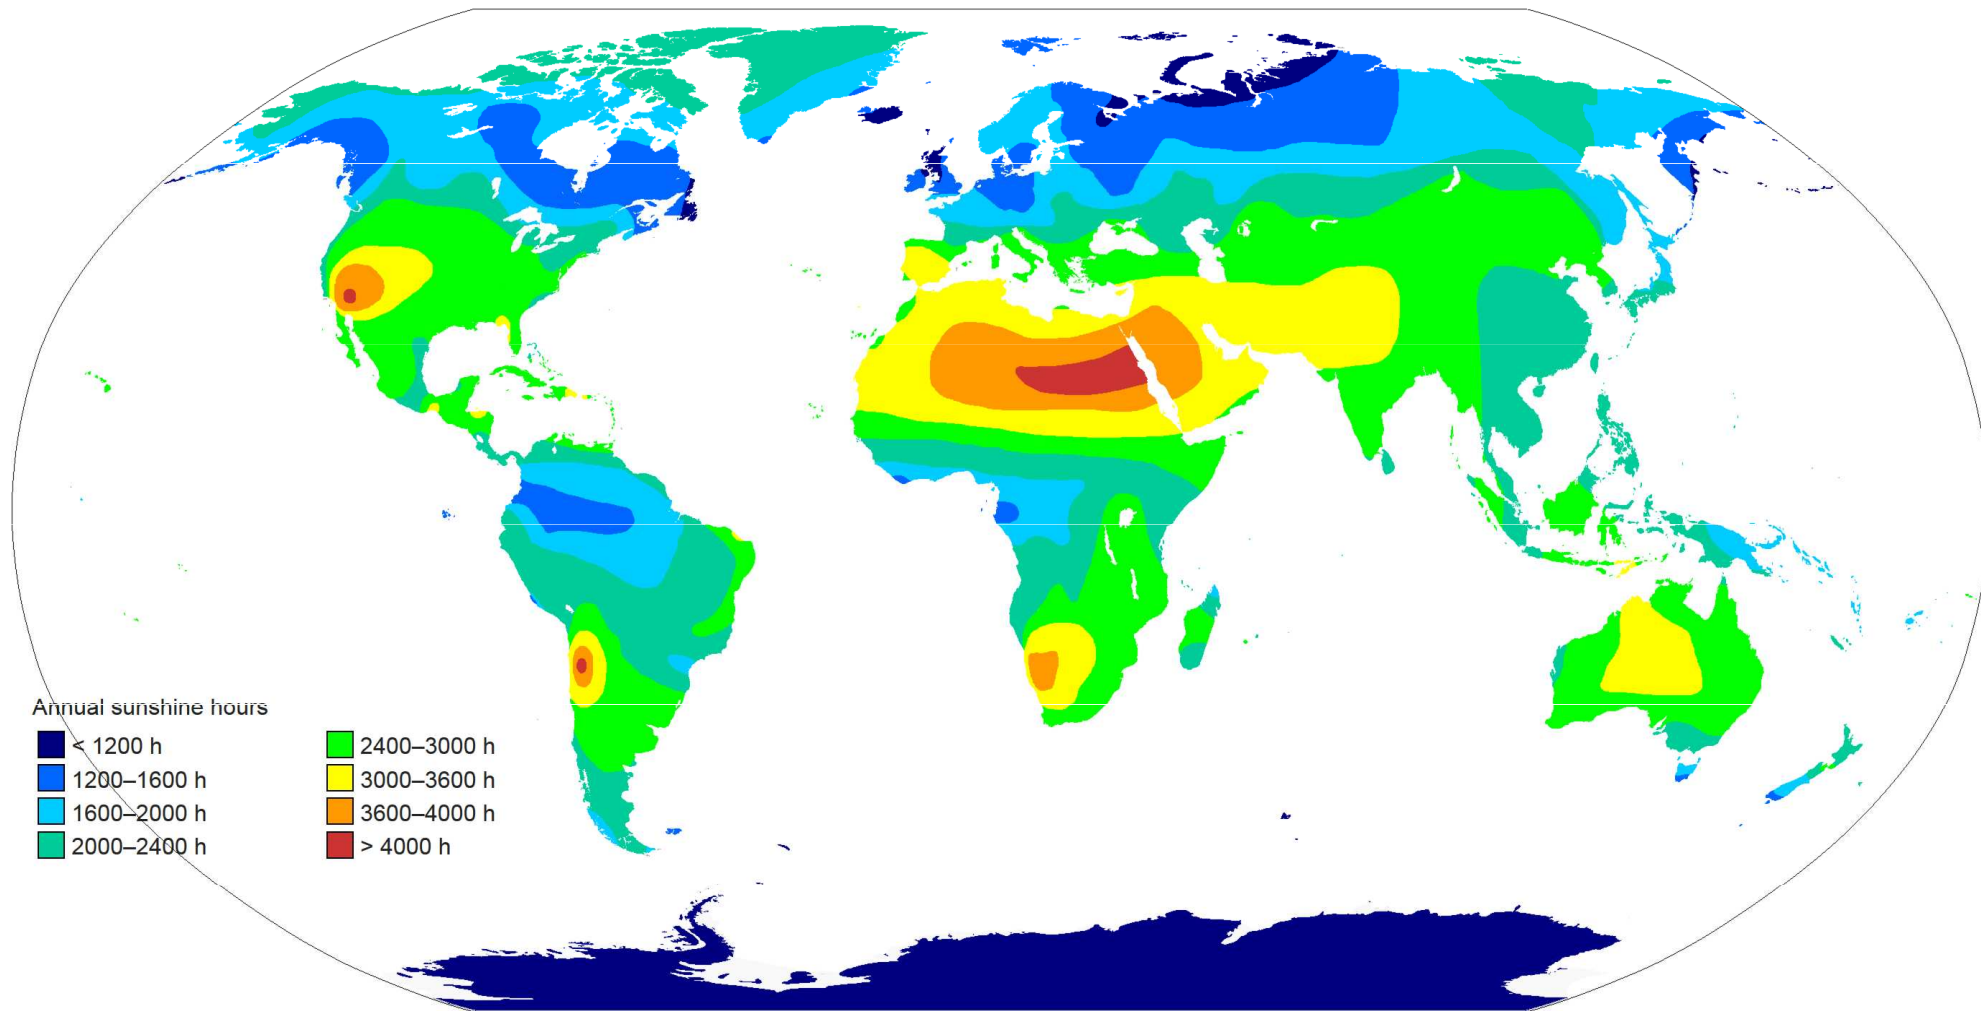 Annual sunshine hours
< 1200 h
1200–1600 h
1600–2000 h
2000–2400 h
2400–3000 h
3000–3600 h
3600–4000 h
> 4000 h